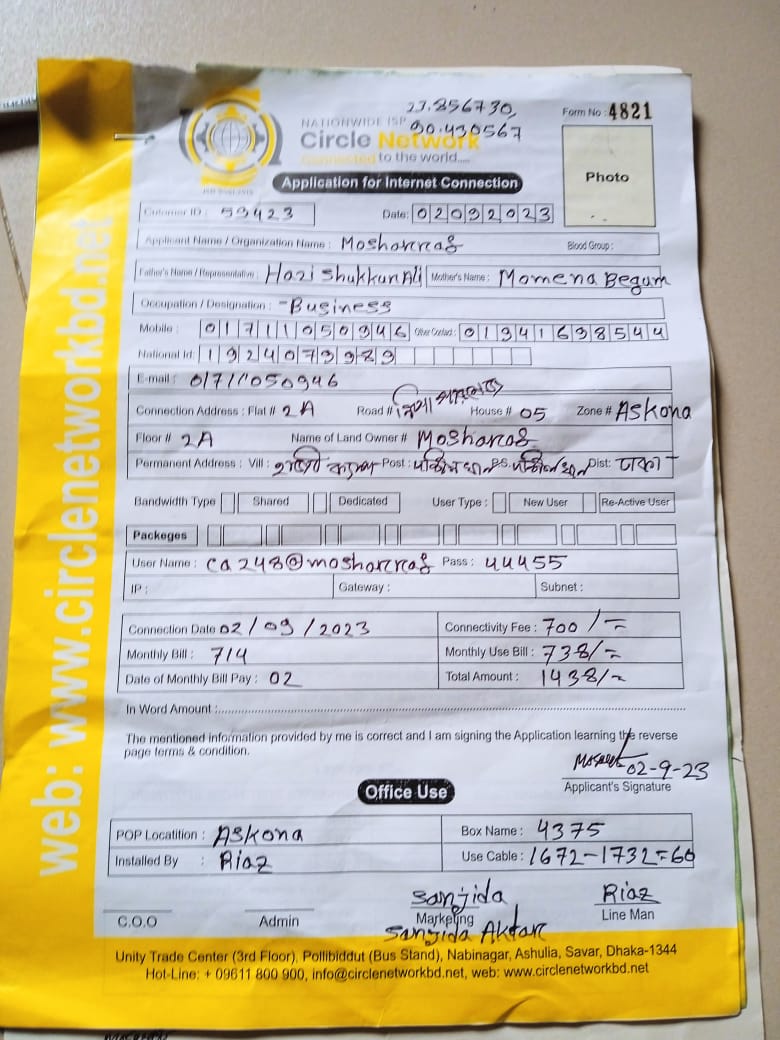 23.856730,
90.430567
NATIONWIDE ISP
Circle Network
Connected to the world.....
Form No : 4821
Photo
Application for Internet Connection
Cutomer ID : 59423 Date: 02092023
Applicant Name / Organization Name : Mosharraf Blood Group :
Father's Name / Representative : Hazi Shukkun Ali Mother's Name : Momena Begum
Occupation / Designation : Business
Mobile : 01711050946 Other Contact : 01941698544
National Id: 1924079989
E-mail : 01711050946
Connection Address : Flat # 2A Road # House # 05 Zone # Askona
Floor # 2A Name of Land Owner # Mosharraf
Permanent Address : Vill : Post : P.S. Dist: ঢাকা
Bandwidth Type Shared Dedicated User Type : New User Re-Active User
Packeges
User Name : ca248@mosharraf Pass : 44455
IP : Gateway : Subnet :
Connection Date 02/09/2023 Connectivity Fee : 700/=
Monthly Bill : 714 Monthly Use Bill : 738/=
Date of Monthly Bill Pay : 02 Total Amount : 1438/=
In Word Amount :
The mentioned information provided by me is correct and I am signing the Application learning the reverse
page terms & condition.
02-9-23
Applicant's Signature
Office Use
POP Locatition : Askona Box Name : 4375
Installed By : Riaz Use Cable : 1672-1732=60
Sanjida Riaz
C.O.O Admin Marketing Line Man
Sanjida Aktar
Unity Trade Center (3rd Floor), Pollibiddut (Bus Stand), Nabinagar, Ashulia, Savar, Dhaka-1344
Hot-Line: + 09611 800 900, info@circlenetworkbd.net, web: www.circlenetworkbd.net
web: www.circlenetworkbd.net